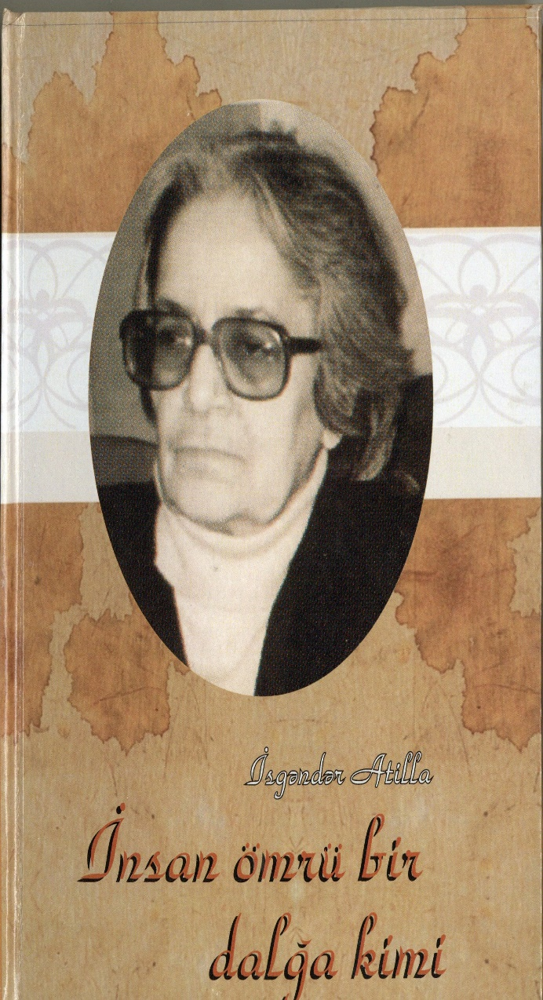 İsgəndər Atilla
İnsan ömrü bir
dalğa kimi